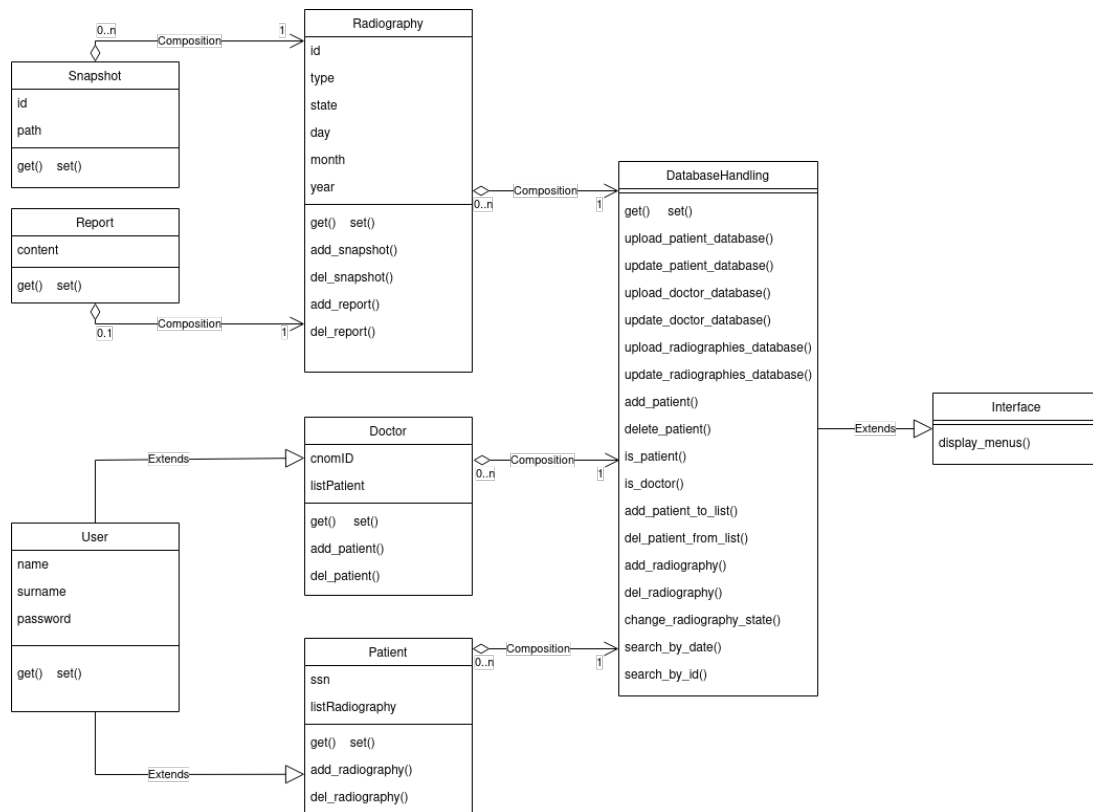 Snapshot
id
path
get() set()
0..n
Composition
1
Radiography
id
type
state
day
month
year
get() set()
add_snapshot()
del_snapshot()
add_report()
del_report()
Report
content
get() set()
0.1
Composition
1
0..n
Composition
1
DatabaseHandling
get() set()
upload_patient_database()
update_patient_database()
upload_doctor_database()
update_doctor_database()
upload_radiographies_database()
update_radiographies_database()
add_patient()
delete_patient()
is_patient()
is_doctor()
add_patient_to_list()
del_patient_from_list()
add_radiography()
del_radiography()
change_radiography_state()
search_by_date()
search_by_id()
Extends
Interface
display_menus()
User
name
surname
password
get() set()
Extends
Doctor
cnomID
listPatient
get() set()
add_patient()
del_patient()
0..n
Composition
1
Extends
Patient
ssn
listRadiography
get() set()
add_radiography()
del_radiography()
0..n
Composition
1